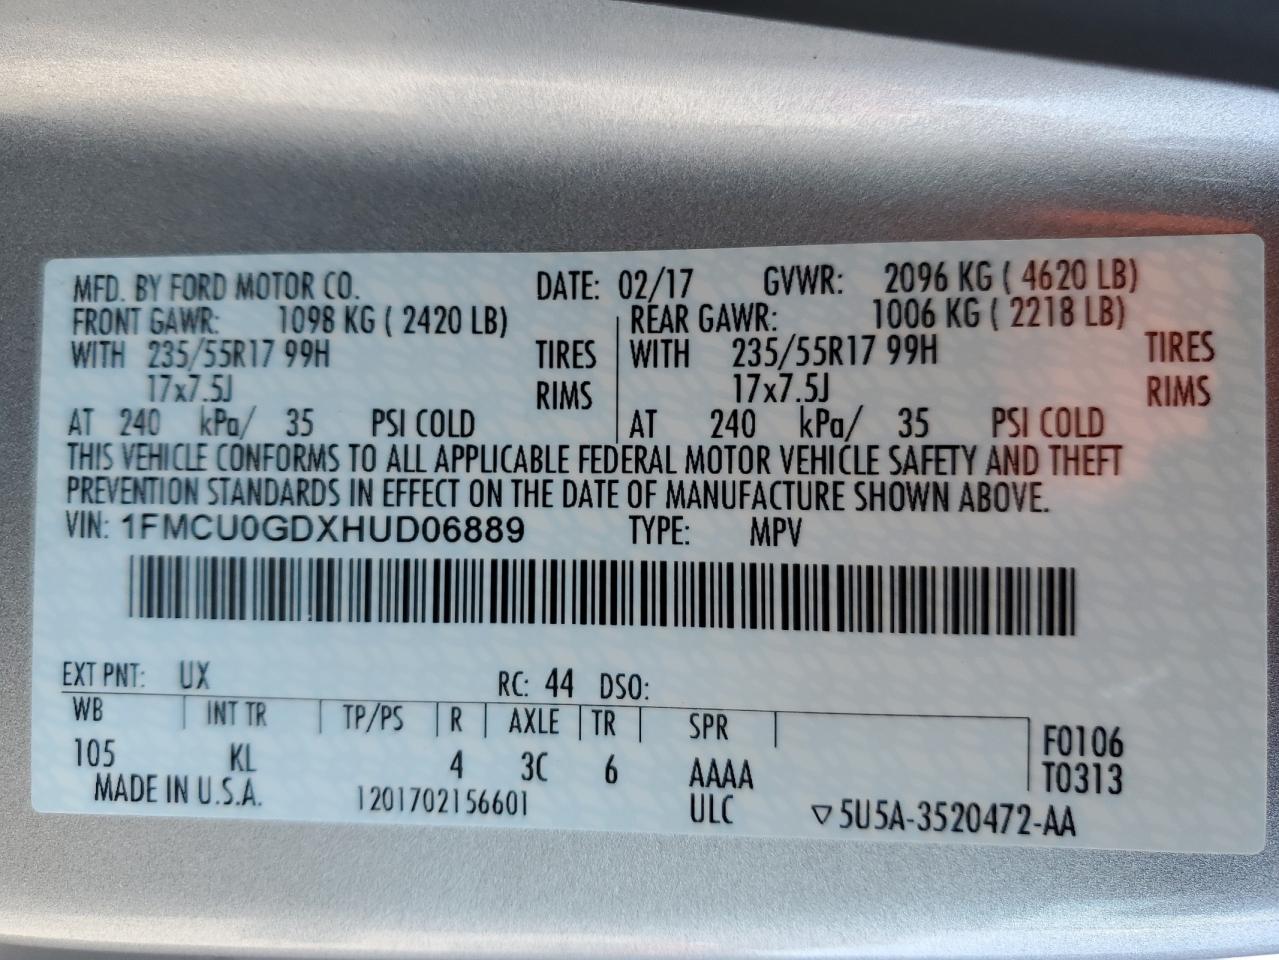 MFD. BY FORD MOTOR CO. DATE: 02/17 GVWR: 2096 KG ( 4620 LB)
FRONT GAWR: 1098 KG ( 2420 LB) REAR GAWR: 1006 KG ( 2218 LB)
WITH 235/55R17 99H TIRES WITH 235/55R17 99H TIRES
17x7.5J RIMS 17x7.5J RIMS
AT 240 kPa/ 35 PSI COLD AT 240 kPa/ 35 PSI COLD
THIS VEHICLE CONFORMS TO ALL APPLICABLE FEDERAL MOTOR VEHICLE SAFETY AND THEFT
PREVENTION STANDARDS IN EFFECT ON THE DATE OF MANUFACTURE SHOWN ABOVE.
VIN: 1FMCU0GDXHUD06889 TYPE: MPV
EXT PNT: UX RC: 44 DSO:
WB INT TR TP/PS R AXLE TR SPR
105 KL 4 3C 6 AAAA F0106
T0313
MADE IN U.S.A. 1201702156601 ULC ▽5U5A-3520472-AA